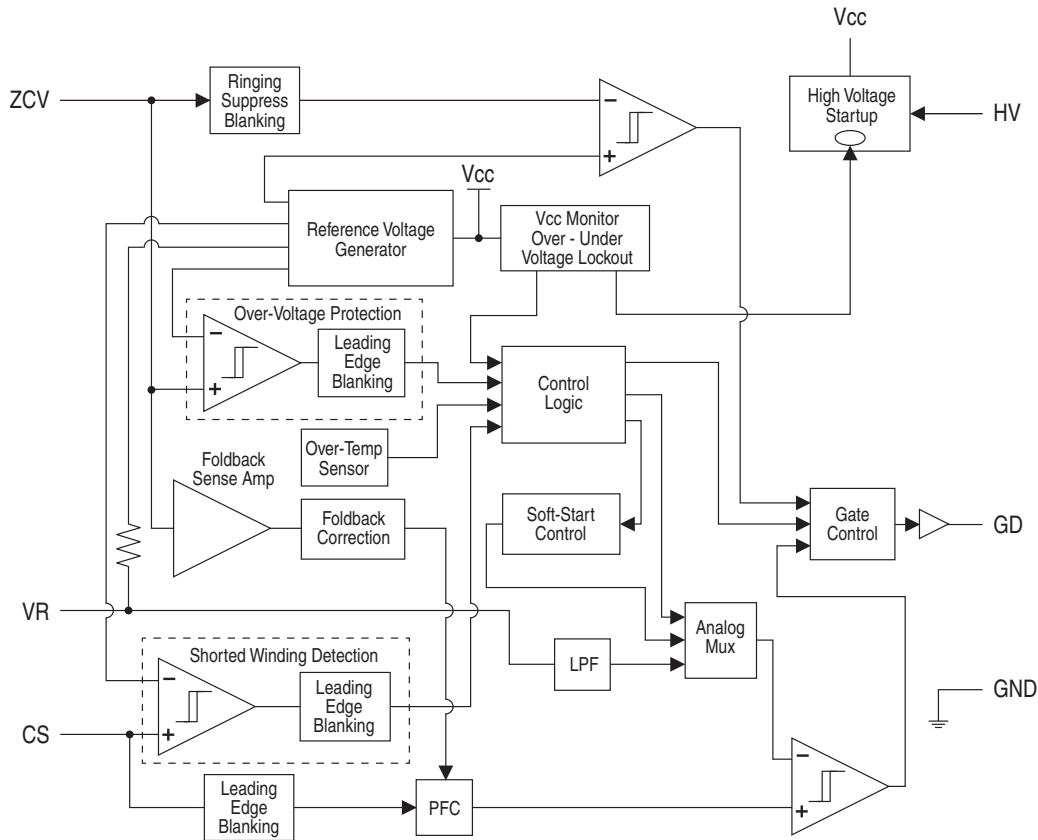 Vcc
ZCV
Ringing
Suppress
Blanking
−
+
High Voltage
Startup
HV
Vcc
Reference Voltage
Generator
Vcc Monitor
Over - Under
Voltage Lockout
Over-Voltage Protection
−
+
Leading
Edge
Blanking
Control
Logic
Over-Temp
Sensor
Foldback
Sense Amp
Foldback
Correction
Soft-Start
Control
Gate
Control
GD
VR
Analog
Mux
LPF
Shorted Winding Detection
−
+
Leading
Edge
Blanking
GND
CS
Leading
Edge
Blanking
PFC
−
+